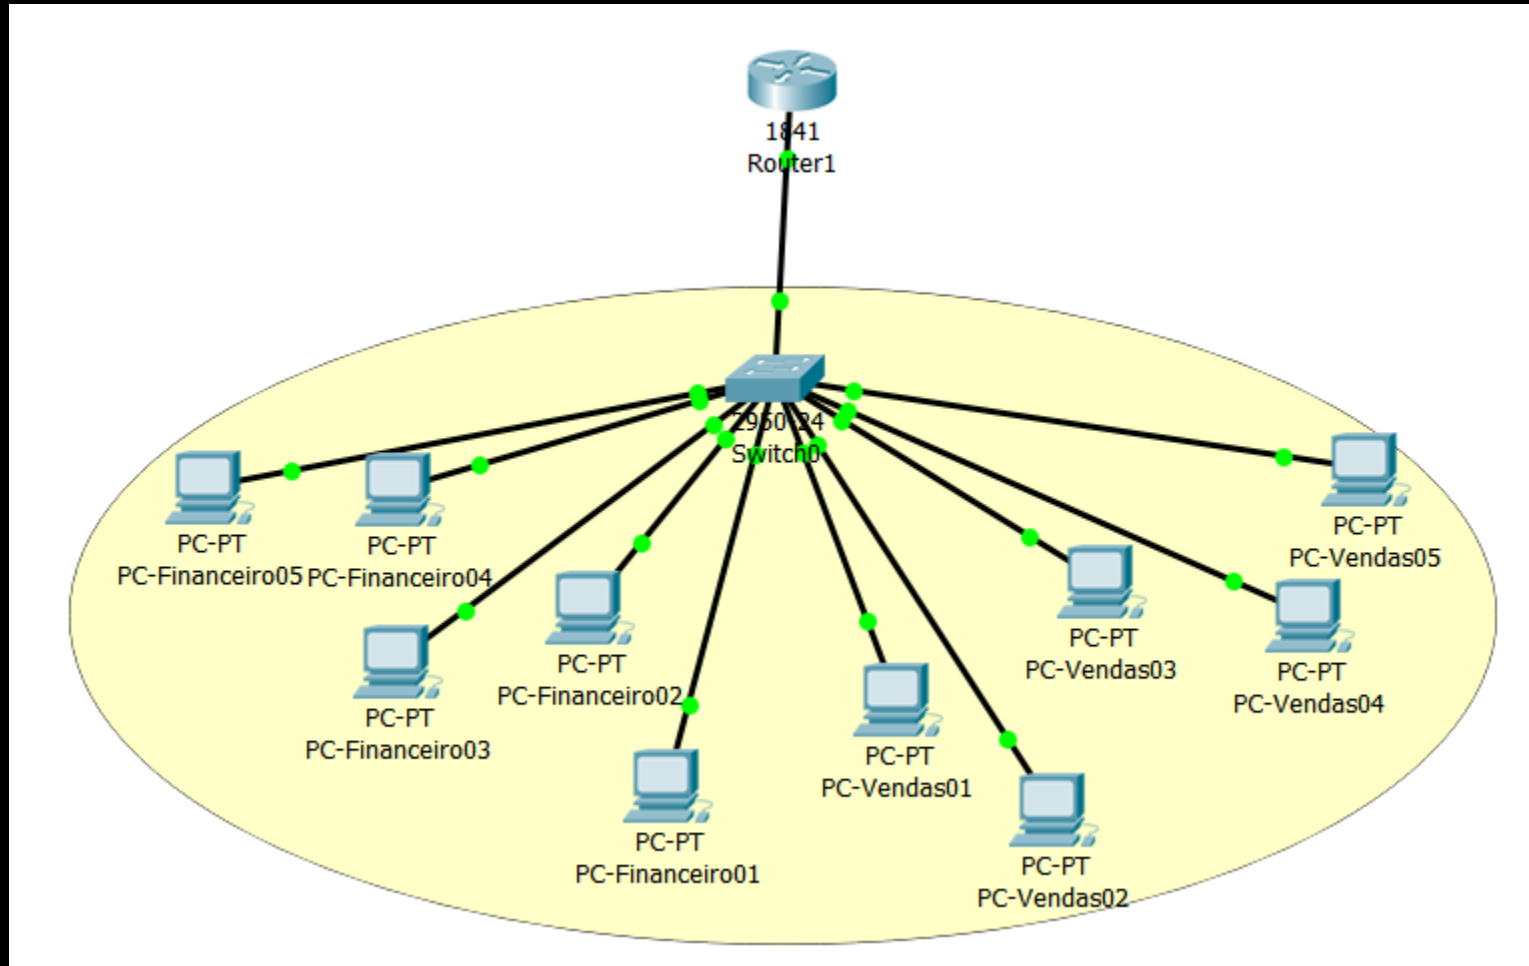 1841
Router1
2950-24
Switch0
PC-PT
PC-Financeiro05
PC-PT
PC-Financeiro04
PC-PT
PC-Vendas05
PC-PT
PC-Vendas03
PC-PT
PC-Financeiro02
PC-PT
PC-Vendas04
PC-PT
PC-Financeiro03
PC-PT
PC-Vendas01
PC-PT
PC-Financeiro01
PC-PT
PC-Vendas02